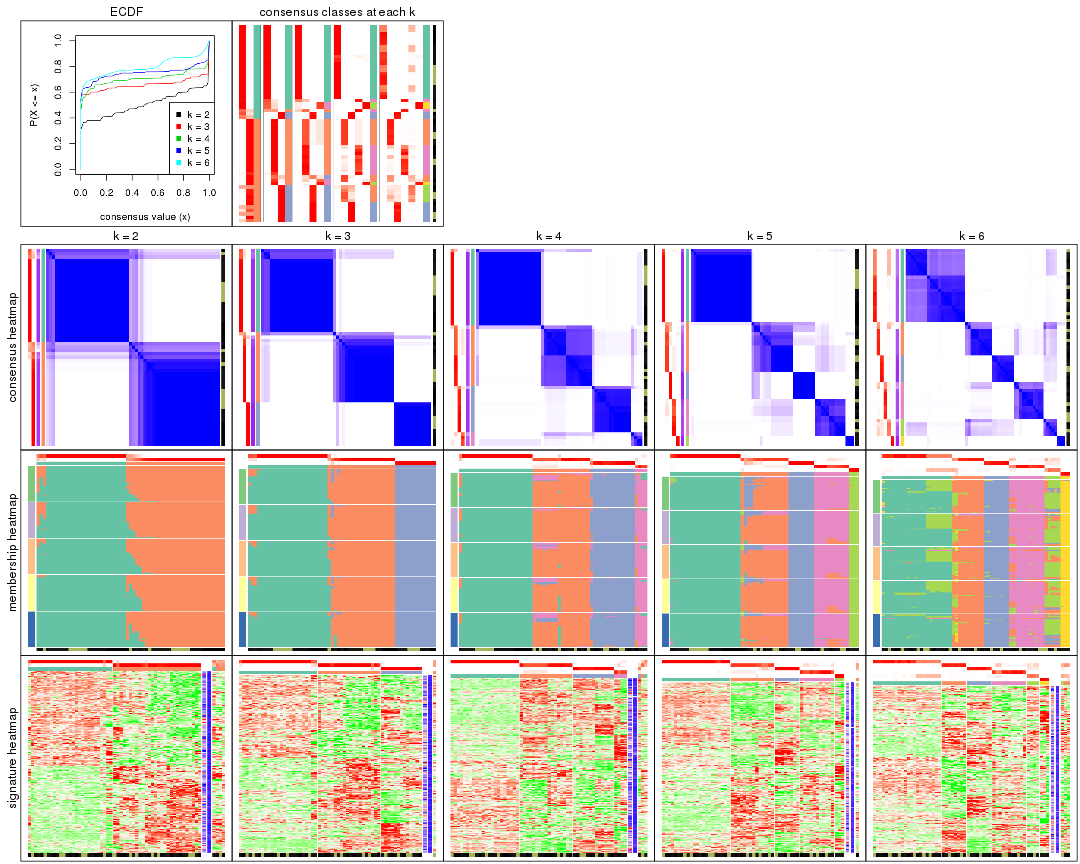 ECDF
consensus classes at each k
P(X <= x)
0.0 0.2 0.4 0.6 0.8 1.0
k = 2
k = 3
k = 4
k = 5
k = 6
0.0 0.2 0.4 0.6 0.8 1.0
consensus value (x)
k = 2 k = 3 k = 4 k = 5 k = 6
consensus heatmap
membership heatmap
signature heatmap